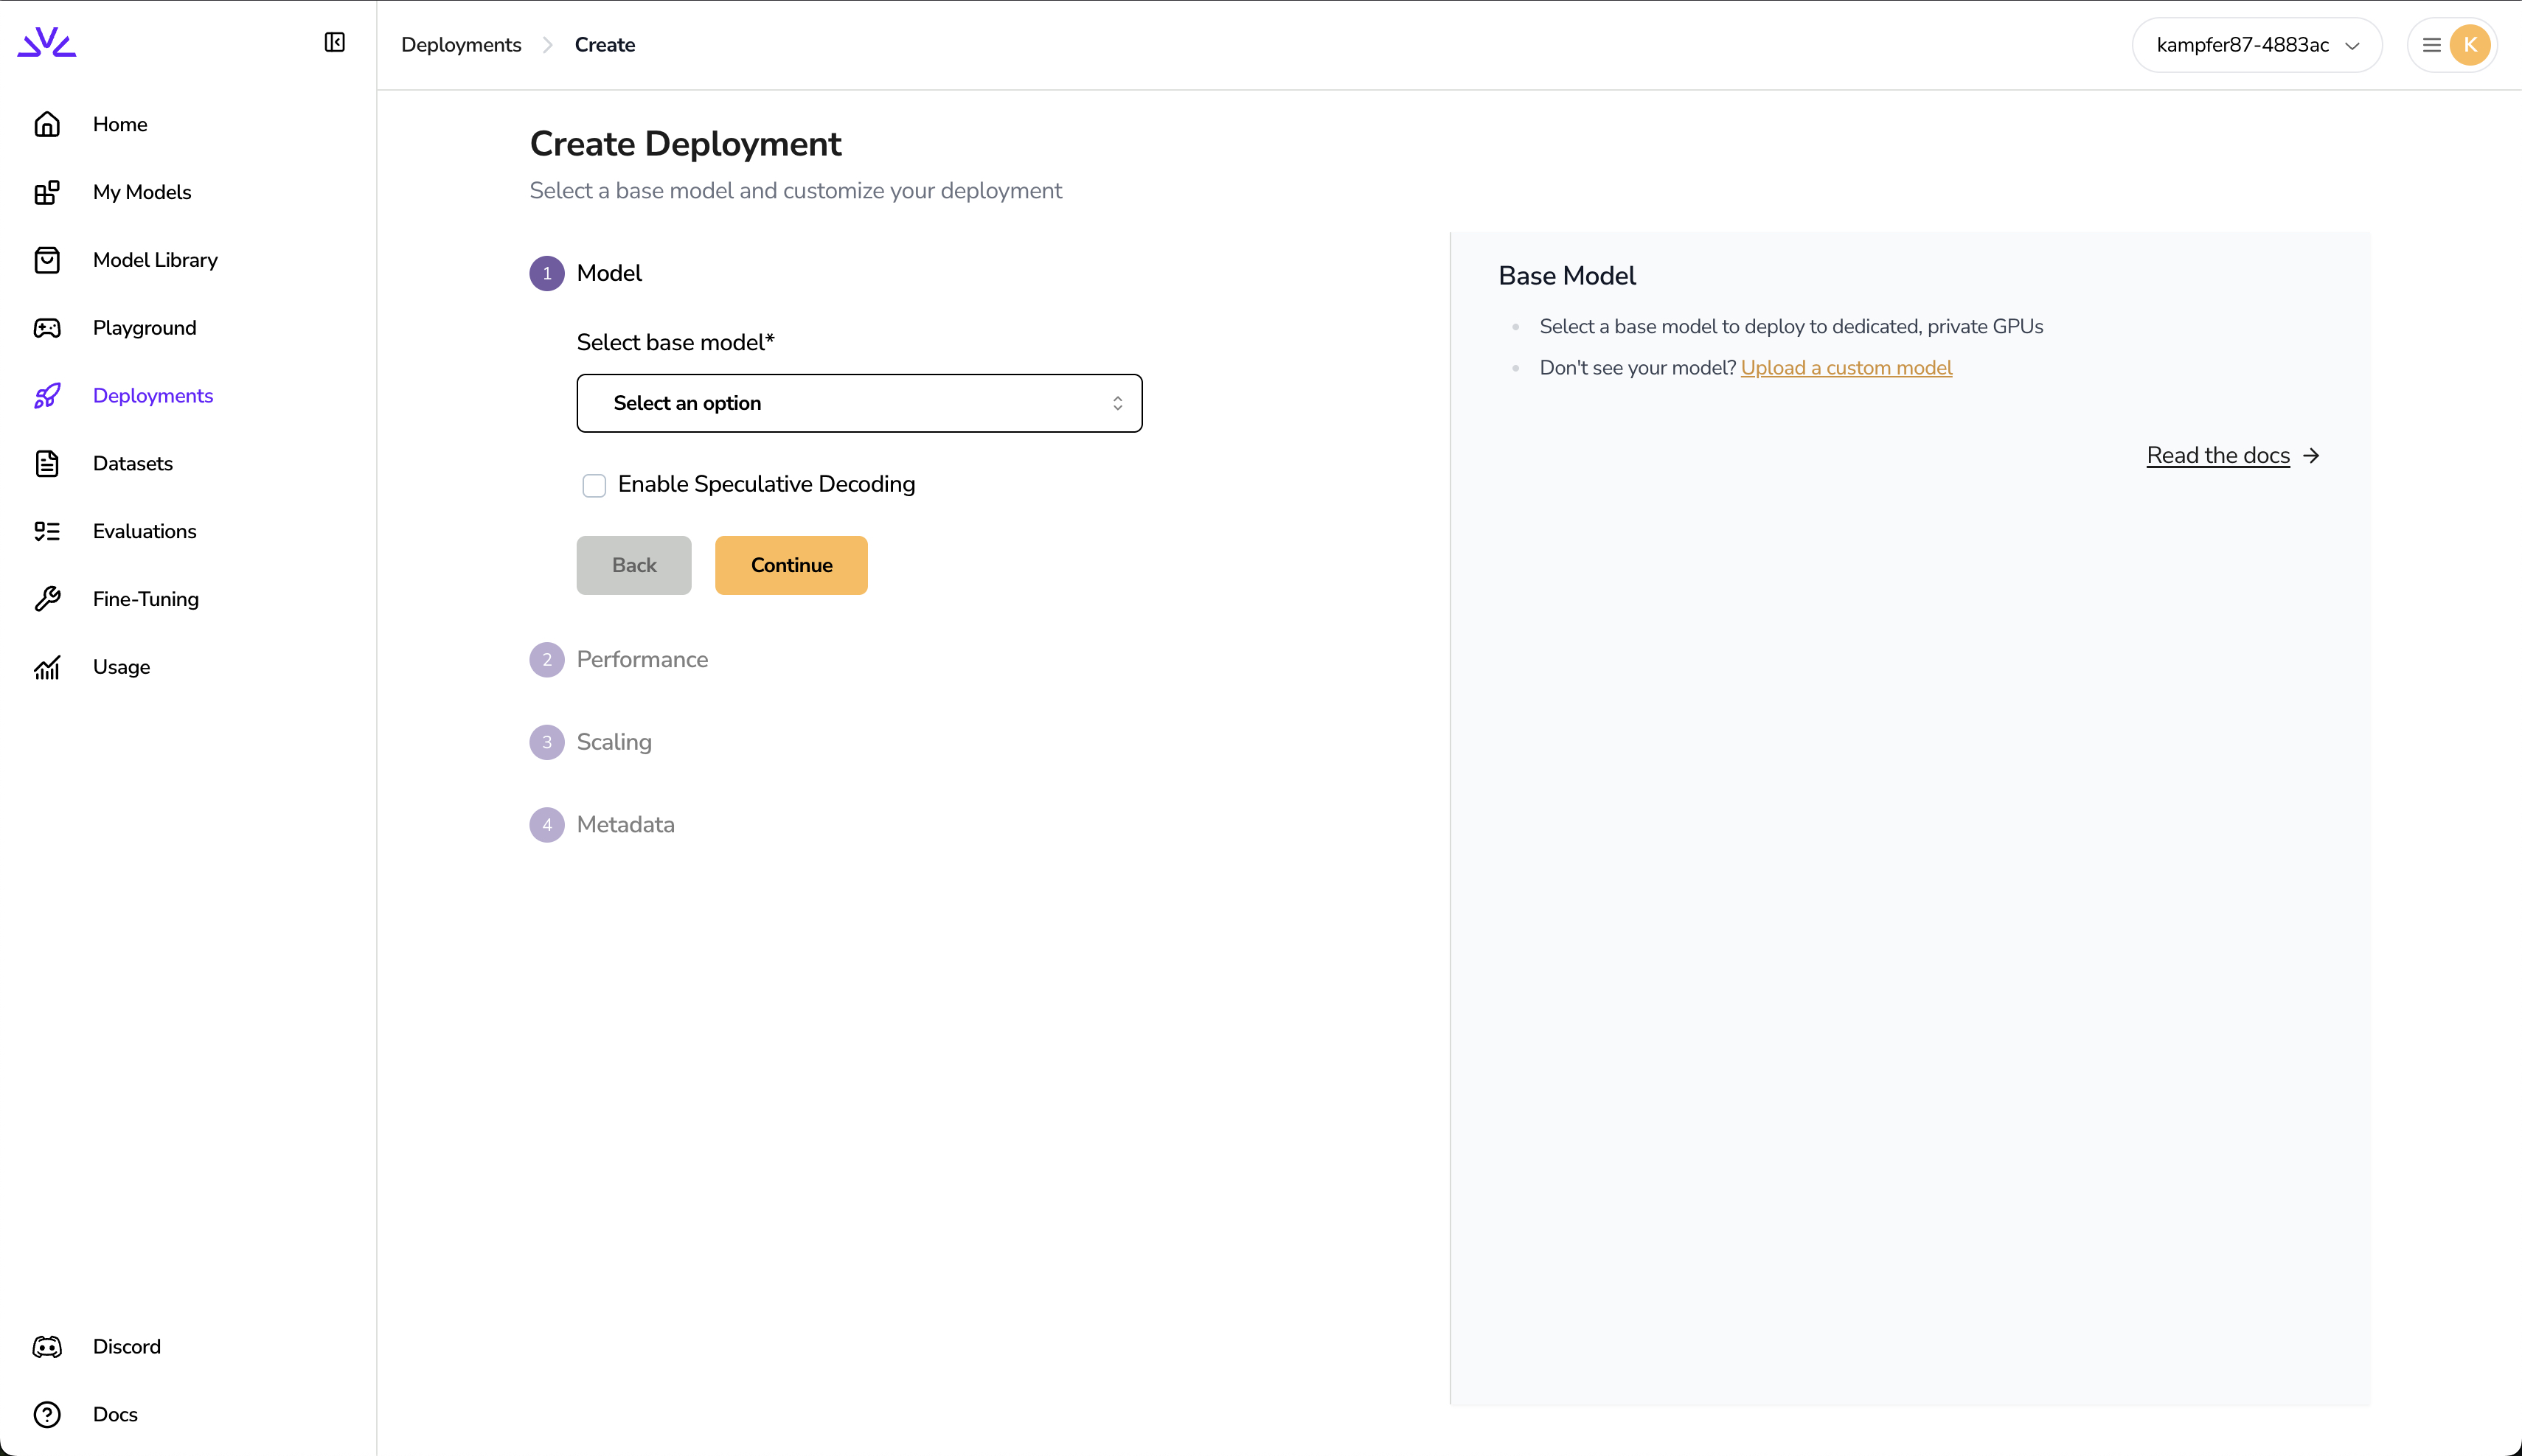 Deployments
Create
kampfer87-4883ac
K
Home
My Models
Model Library
Playground
Deployments
Datasets
Evaluations
Fine-Tuning
Usage
Discord
Docs
Create Deployment
Select a base model and customize your deployment
1 Model
Select base model*
Select an option
Enable Speculative Decoding
Back
Continue
2 Performance
3 Scaling
4 Metadata
Base Model
Select a base model to deploy to dedicated, private GPUs
Don't see your model? Upload a custom model
Read the docs →